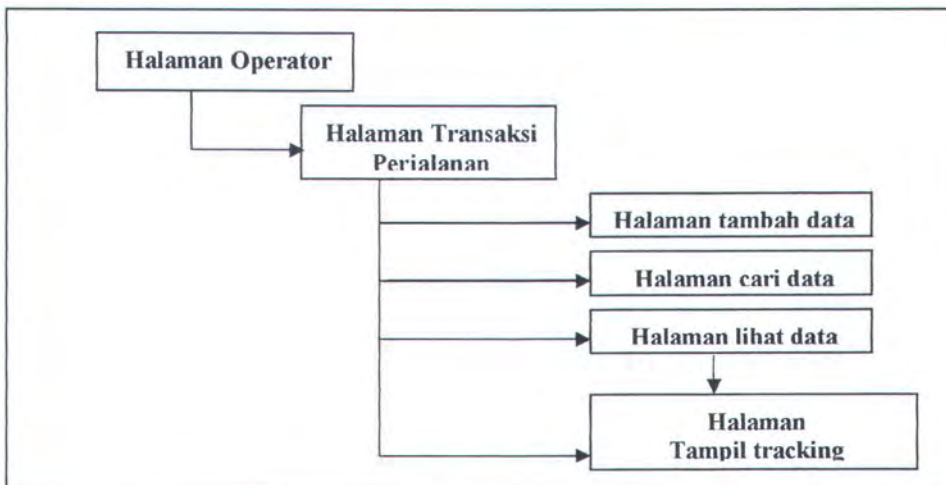 Halaman Operator
Halaman Transaksi
Perjalanan
Halaman tambah data
Halaman cari data
Halaman lihat data
Halaman
Tampil tracking